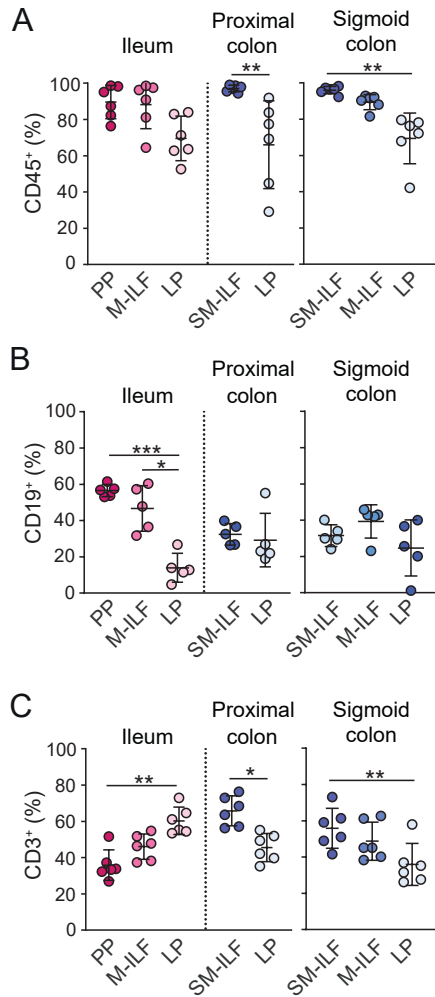 A
Ileum
Proximal
colon
Sigmoid
colon
CD45⁺ (%)
100
80
60
40
20
0
**
**
PP
M-ILF
LP
SM-ILF
LP
SM-ILF
M-ILF
LP
B
Ileum
Proximal
colon
Sigmoid
colon
CD19⁺ (%)
100
80
60
40
20
0
***
*
PP
M-ILF
LP
SM-ILF
LP
SM-ILF
M-ILF
LP
C
Ileum
Proximal
colon
Sigmoid
colon
CD3⁺ (%)
100
80
60
40
20
0
**
*
**
PP
M-ILF
LP
SM-ILF
LP
SM-ILF
M-ILF
LP